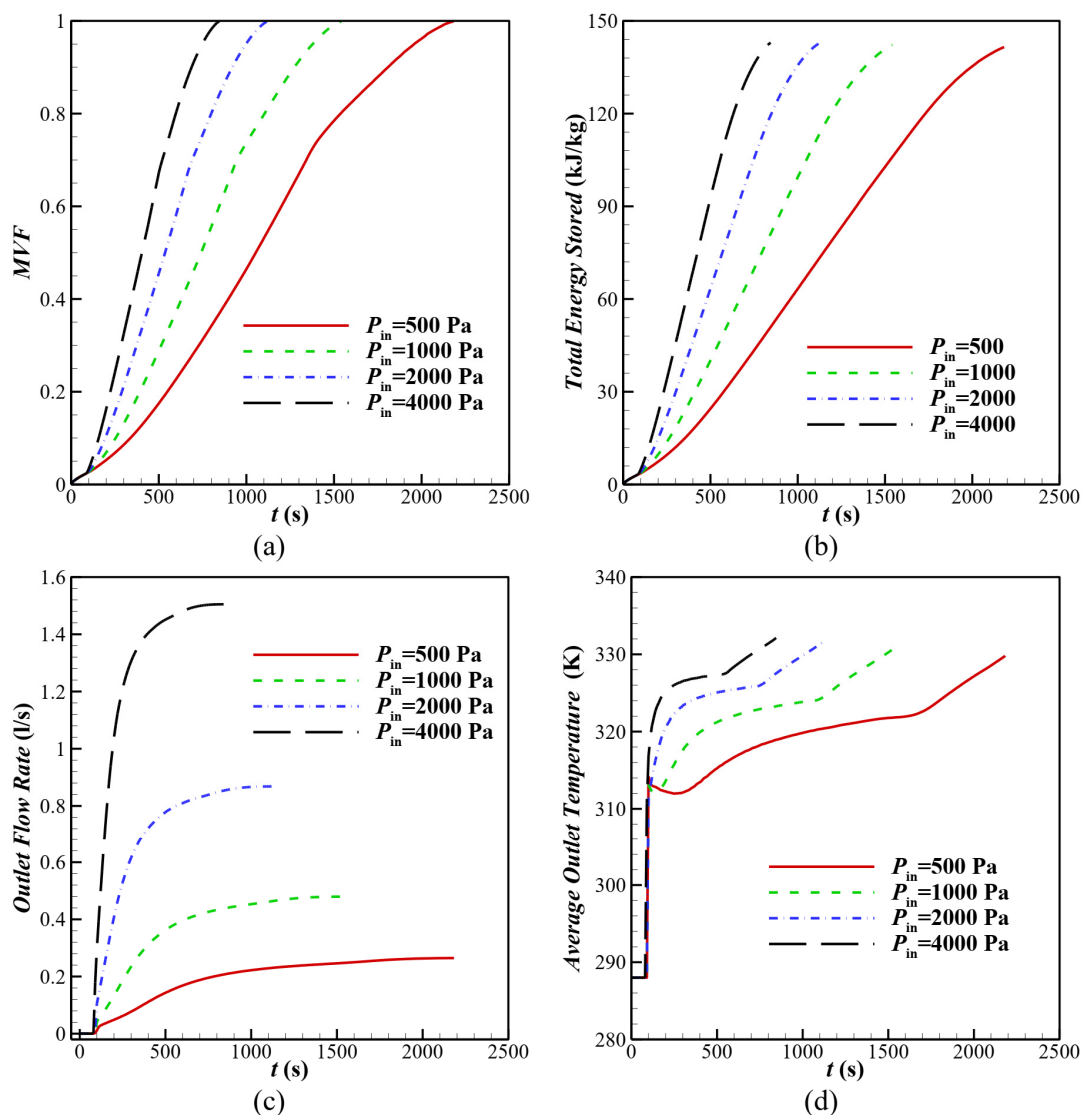 1
0.8
0.6
0.4
0.2
0
MVF
P_in=500 Pa
P_in=1000 Pa
P_in=2000 Pa
P_in=4000 Pa
0 500 1000 1500 2000 2500
t (s)
(a)
150
120
90
60
30
0
Total Energy Stored (kJ/kg)
P_in=500
P_in=1000
P_in=2000
P_in=4000
0 500 1000 1500 2000 2500
t (s)
(b)
1.6
1.4
1.2
1
0.8
0.6
0.4
0.2
0
Outlet Flow Rate (l/s)
P_in=500 Pa
P_in=1000 Pa
P_in=2000 Pa
P_in=4000 Pa
0 500 1000 1500 2000 2500
t (s)
(c)
340
330
320
312
300
290
280
Average Outlet Temperature (K)
P_in=500 Pa
P_in=1000 Pa
P_in=2000 Pa
P_in=4000 Pa
0 500 1000 1500 2000 2500
t (s)
(d)